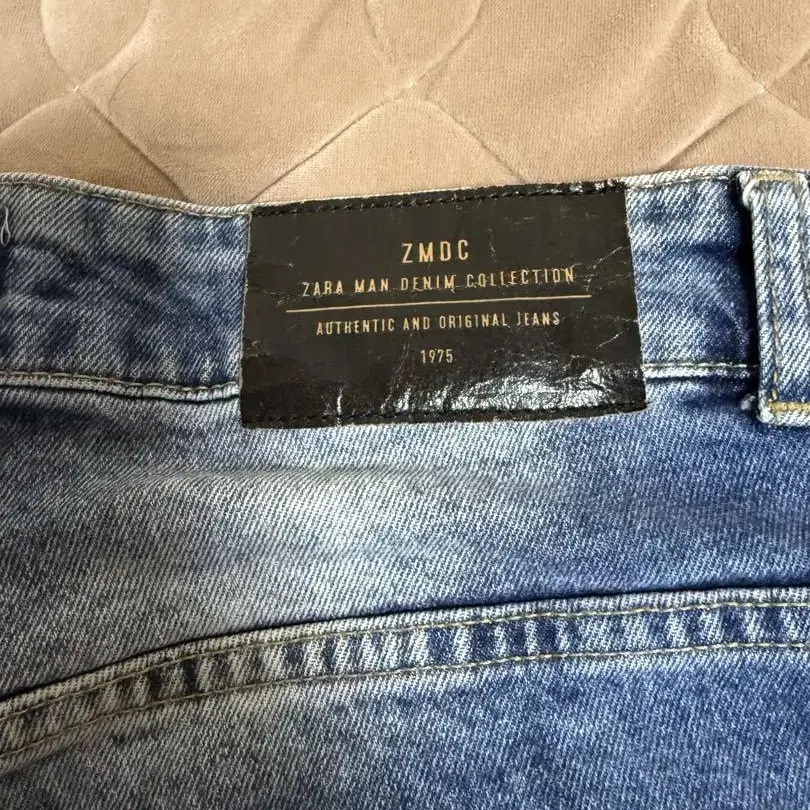 ZMDC
ZARA MAN DENIM COLLECTION
AUTHENTIC AND ORIGINAL JEANS
1975